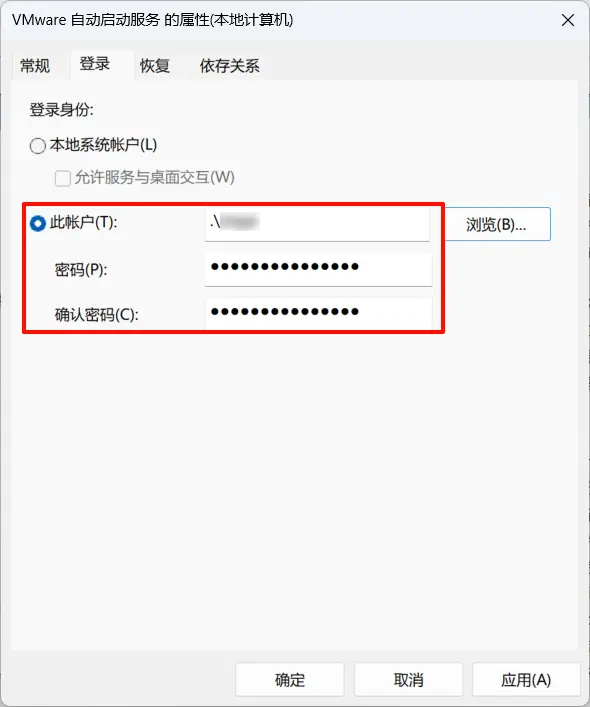 VMware 自动启动服务 的属性(本地计算机)
常规 登录 恢复 依存关系
登录身份:
本地系统帐户(L)
允许服务与桌面交互(W)
此帐户(T): .\ 浏览(B)...
密码(P): ●●●●●●●●●●●●●●●
确认密码(C): ●●●●●●●●●●●●●●●
确定 取消 应用(A)